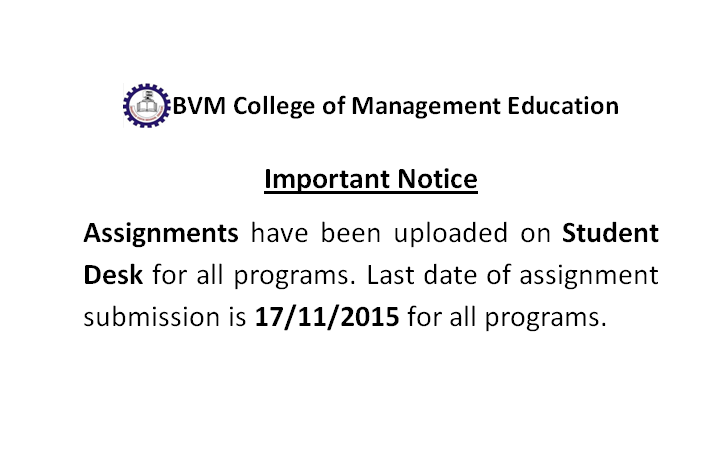 BVM College of Management Education
Important Notice
Assignments have been uploaded on Student
Desk for all programs. Last date of assignment
submission is 17/11/2015 for all programs.